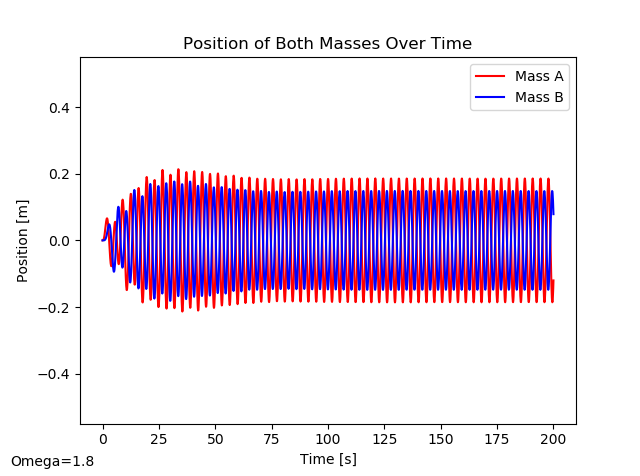 Position of Both Masses Over Time
Mass A
Mass B
Position [m]
0.4
0.2
0.0
−0.2
−0.4
0 25 50 75 100 125 150 175 200
Time [s]
Omega=1.8